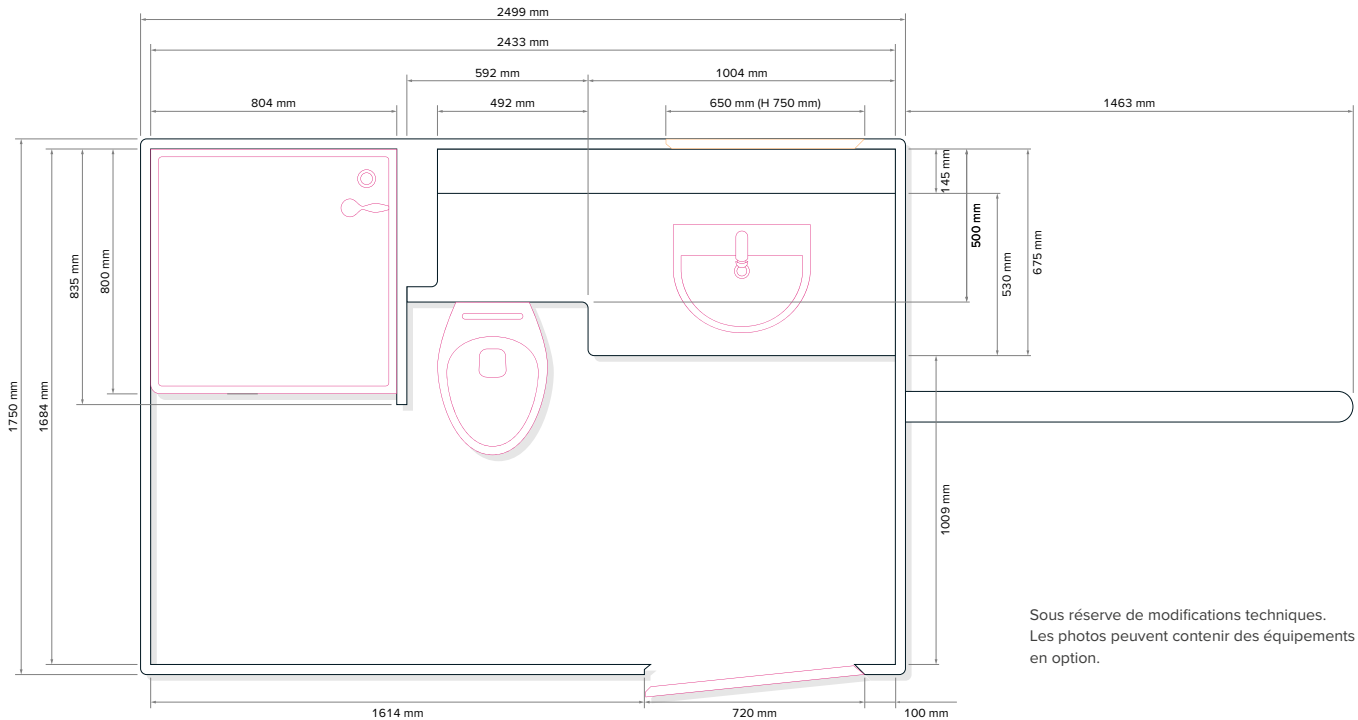 2499 mm
2433 mm
592 mm
1004 mm
804 mm
492 mm
650 mm (H 750 mm)
1463 mm
145 mm
500 mm
675 mm
530 mm
835 mm
800 mm
1750 mm
1684 mm
1009 mm
Sous réserve de modifications techniques.
Les photos peuvent contenir des équipements
en option.
1614 mm
720 mm
100 mm